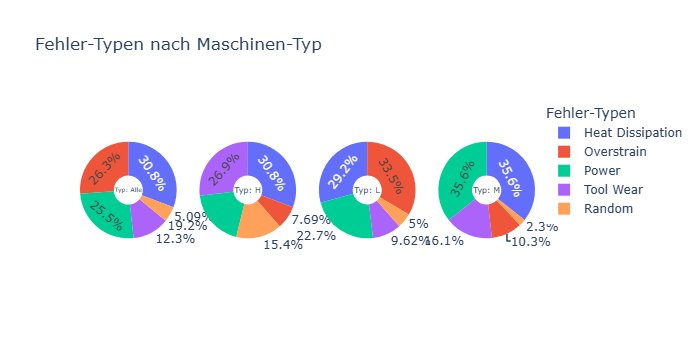 Fehler-Typen nach Maschinen-Typ
Fehler-Typen
Heat Dissipation
Overstrain
Power
Tool Wear
Random
30.8%
26.3%
25.5%
12.3%
5.09%
Typ: Alle
30.8%
26.9%
19.2%
15.4%
7.69%
Typ: H
33.5%
29.2%
22.7%
9.62%
5%
Typ: L
35.6%
35.6%
16.1%
10.3%
2.3%
Typ: M